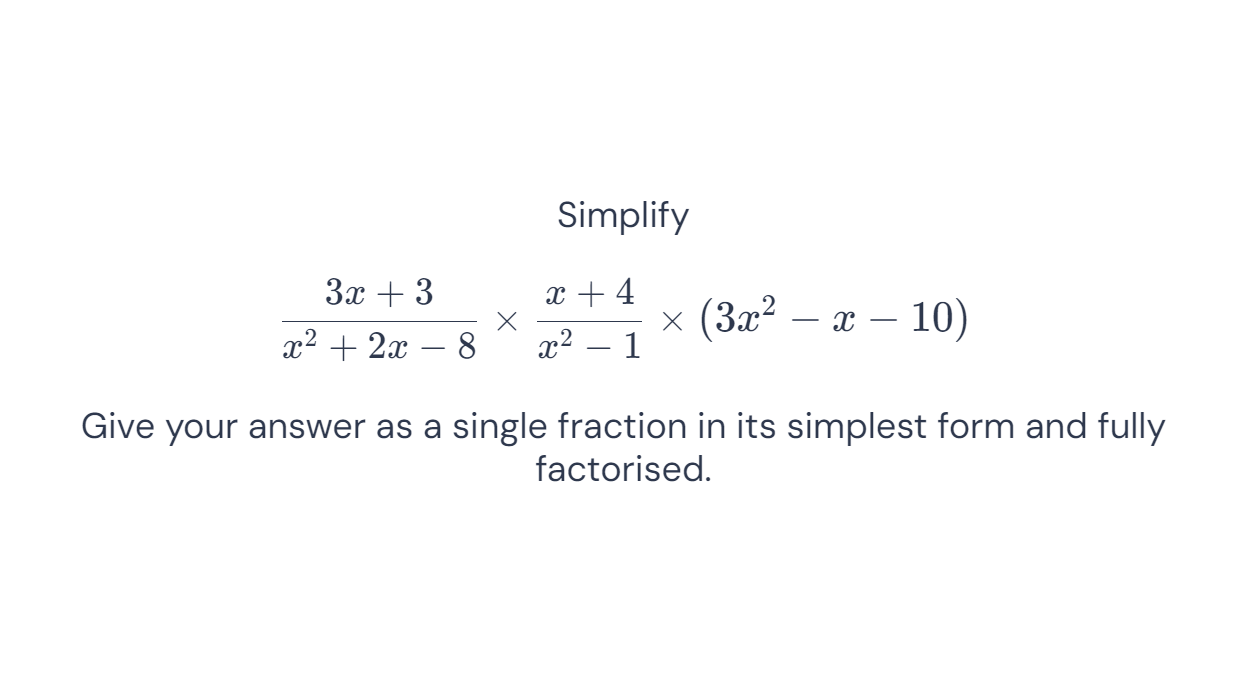 Simplify
\frac{3x + 3}{x^2 + 2x - 8} \times \frac{x + 4}{x^2 - 1} \times (3x^2 - x - 10)
Give your answer as a single fraction in its simplest form and fully
factorised.